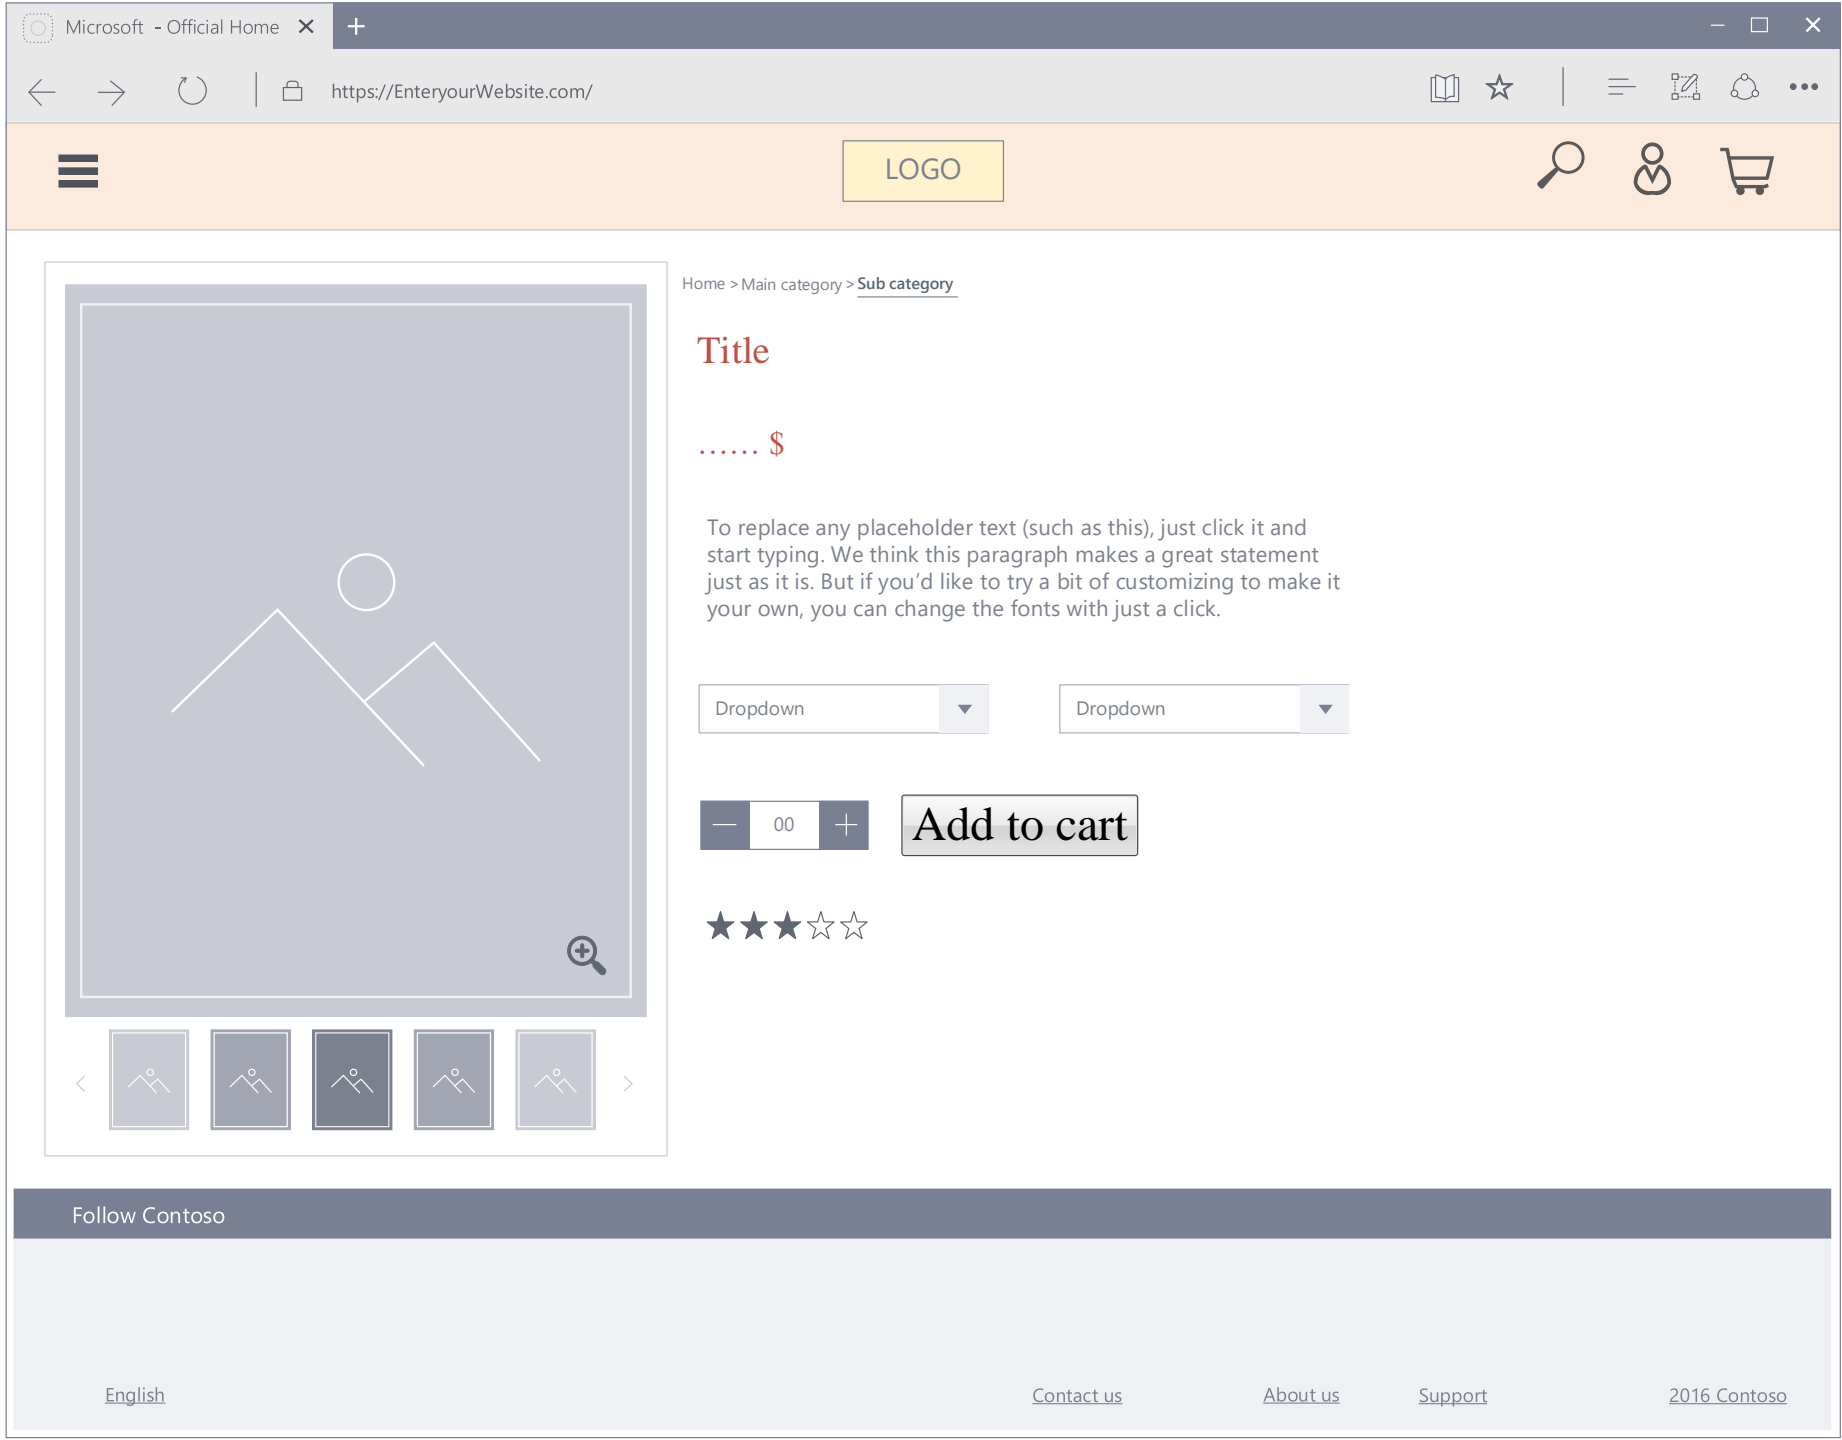 Microsoft - Official Home
https://EnteryourWebsite.com/
LOGO
Home > Main category > Sub category
Title
...... $
To replace any placeholder text (such as this), just click it and
start typing. We think this paragraph makes a great statement
just as it is. But if you’d like to try a bit of customizing to make it
your own, you can change the fonts with just a click.
Dropdown Dropdown
00 Add to cart
Follow Contoso
English Contact us About us Support 2016 Contoso